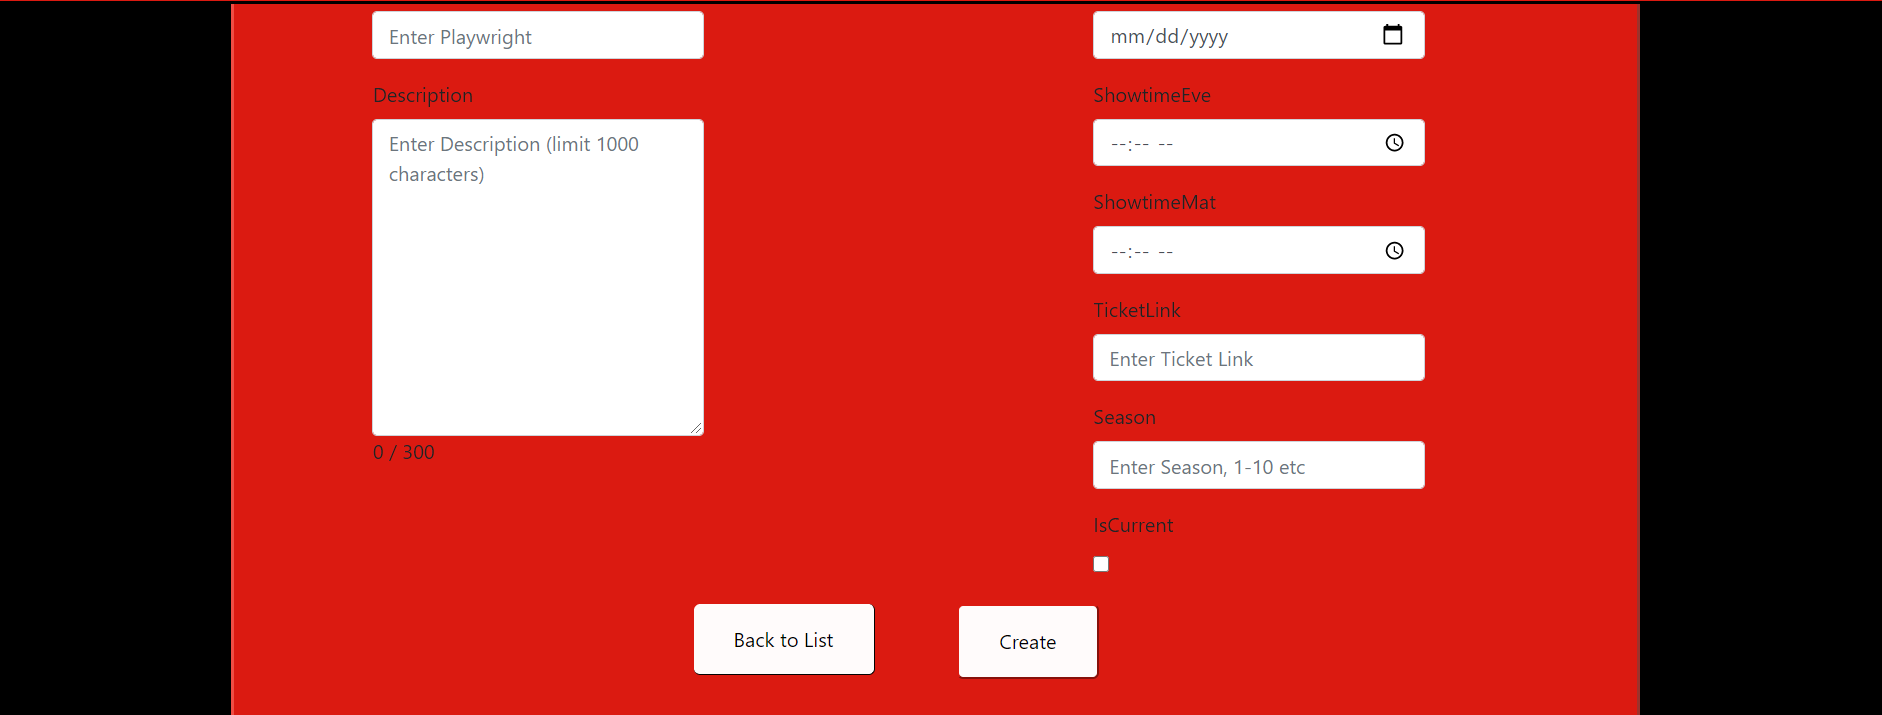 Enter Playwright
Description
Enter Description (limit 1000
characters)
0 / 300
mm/dd/yyyy
ShowtimeEve
--:-- --
ShowtimeMat
--:-- --
TicketLink
Enter Ticket Link
Season
Enter Season, 1-10 etc
IsCurrent
Back to List
Create